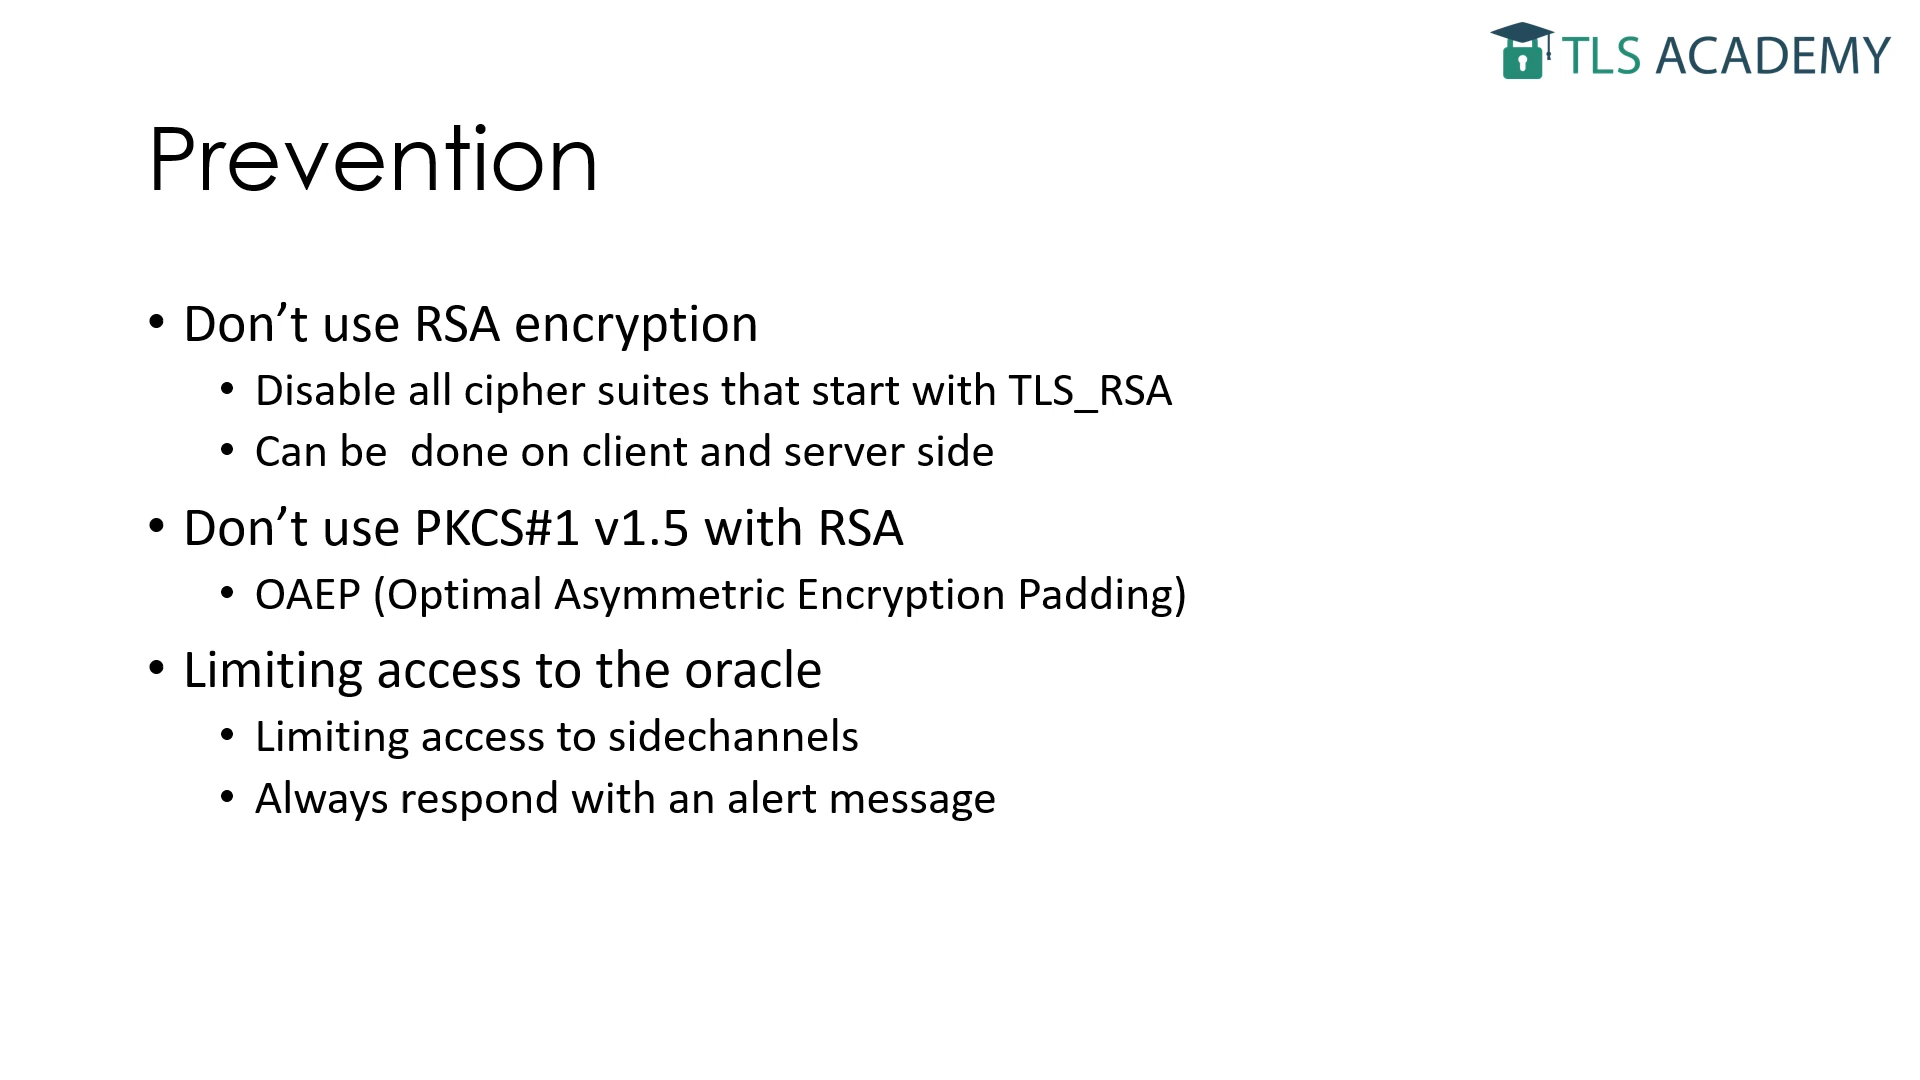 TLS ACADEMY
Prevention
• Don’t use RSA encryption
• Disable all cipher suites that start with TLS_RSA
• Can be  done on client and server side
• Don’t use PKCS#1 v1.5 with RSA
• OAEP (Optimal Asymmetric Encryption Padding)
• Limiting access to the oracle
• Limiting access to sidechannels
• Always respond with an alert message